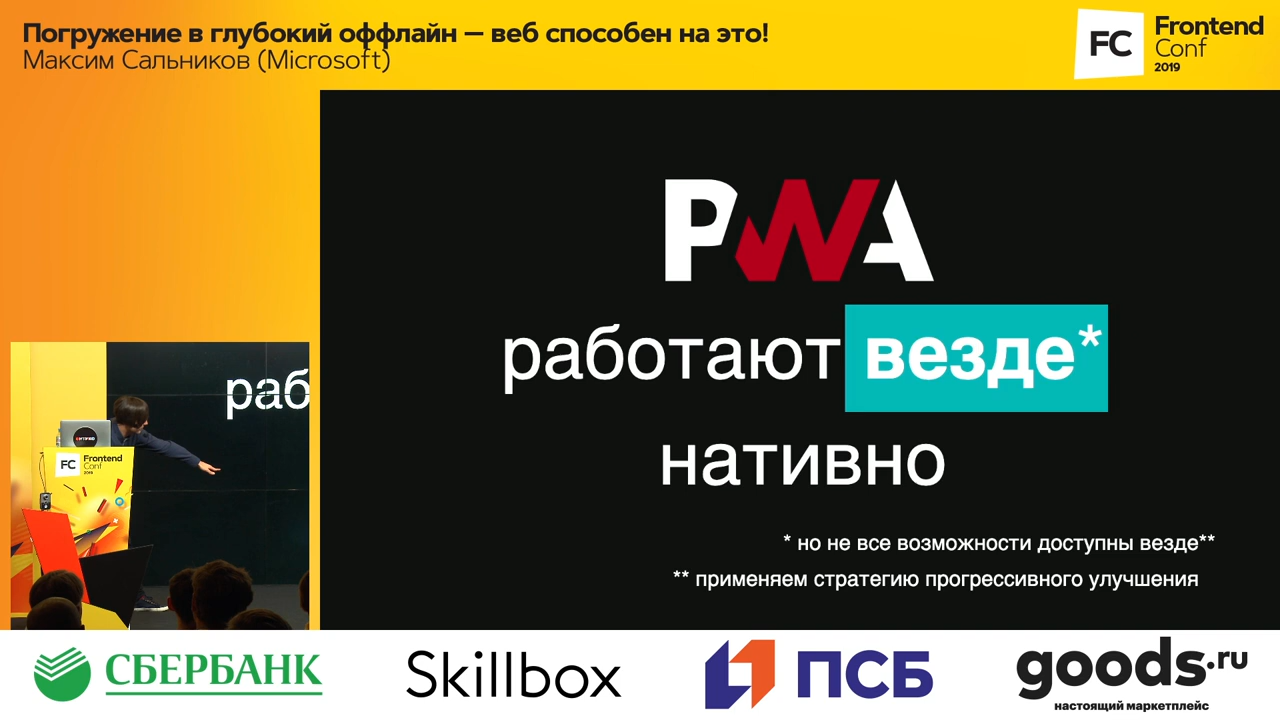 Погружение в глубокий оффлайн — веб способен на это!
Максим Сальников (Microsoft)
FC
Frontend
Conf
2019
PWA
работают везде*
нативно
* но не все возможности доступны везде**
** применяем стратегию прогрессивного улучшения
раб
FC
Frontend
Conf
2019
СБЕРБАНК
Skillbox
ПСБ
goods.ru
настоящий маркетплейс